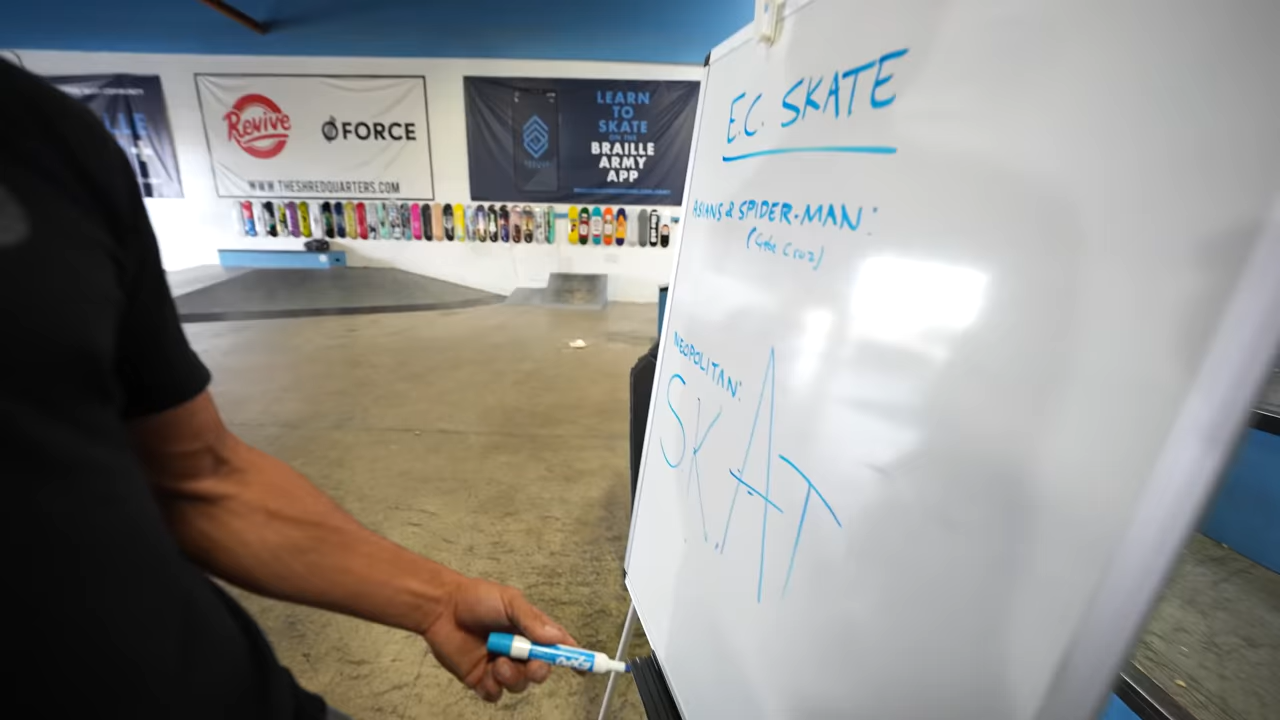 Revive
FORCE
WWW.THESHREDQUARTERS.COM
LEARN
TO
SKATE
ON THE
BRAILLE
ARMY
APP
E.C. SKATE
ASIANS & SPIDER-MAN:
(Gabe Cruz)
NEOPOLITAN:
S.K.A.T
EXPO